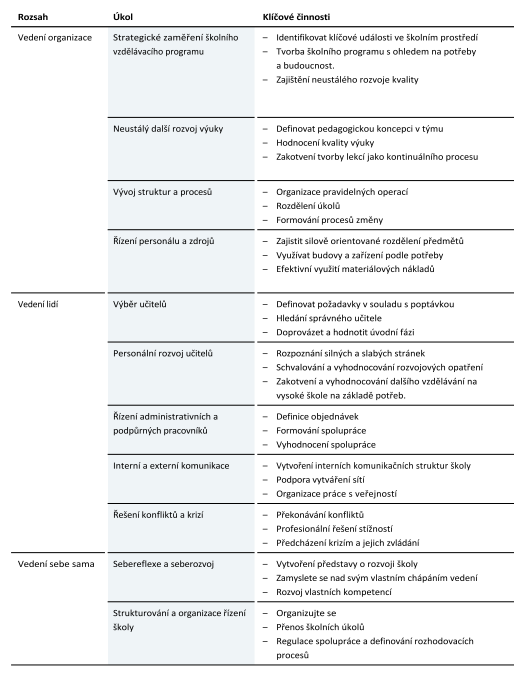 Rozsah Úkol Klíčové činnosti
Vedení organizace Strategické zaměření školního – Identifikovat klíčové události ve školním prostředí
vzdělávacího programu – Tvorba školního programu s ohledem na potřeby
a budoucnost.
– Zajištění neustálého rozvoje kvality
Neustálý další rozvoj výuky – Definovat pedagogickou koncepci v týmu
– Hodnocení kvality výuky
– Zakotvení tvorby lekcí jako kontinuálního procesu
Vývoj struktur a procesů – Organizace pravidelných operací
– Rozdělení úkolů
– Formování procesů změny
Řízení personálu a zdrojů – Zajistit silově orientované rozdělení předmětů
– Využívat budovy a zařízení podle potřeby
– Efektivní využití materiálových nákladů
Vedení lidí Výběr učitelů – Definovat požadavky v souladu s poptávkou
– Hledání správného učitele
– Doprovázet a hodnotit úvodní fázi
Personální rozvoj učitelů – Rozpoznání silných a slabých stránek
– Schvalování a vyhodnocování rozvojových opatření
– Zakotvení a vyhodnocování dalšího vzdělávání na
vysoké škole na základě potřeb.
Řízení administrativních a – Definice objednávek
podpůrných pracovníků – Formování spolupráce
– Vyhodnocení spolupráce
Interní a externí komunikace – Vytvoření interních komunikačních struktur školy
– Podpora vytváření sítí
– Organizace práce s veřejností
Řešení konfliktů a krizí – Překonávání konfliktů
– Profesionální řešení stížností
– Předcházení krizím a jejich zvládání
Vedení sebe sama Sebereflexe a seberozvoj – Vytvoření představy o rozvoji školy
– Zamyslete se nad svým vlastním chápáním vedení
– Rozvoj vlastních kompetencí
Strukturování a organizace řízení – Organizujte se
školy – Přenos školních úkolů
– Regulace spolupráce a definování rozhodovacích
procesů